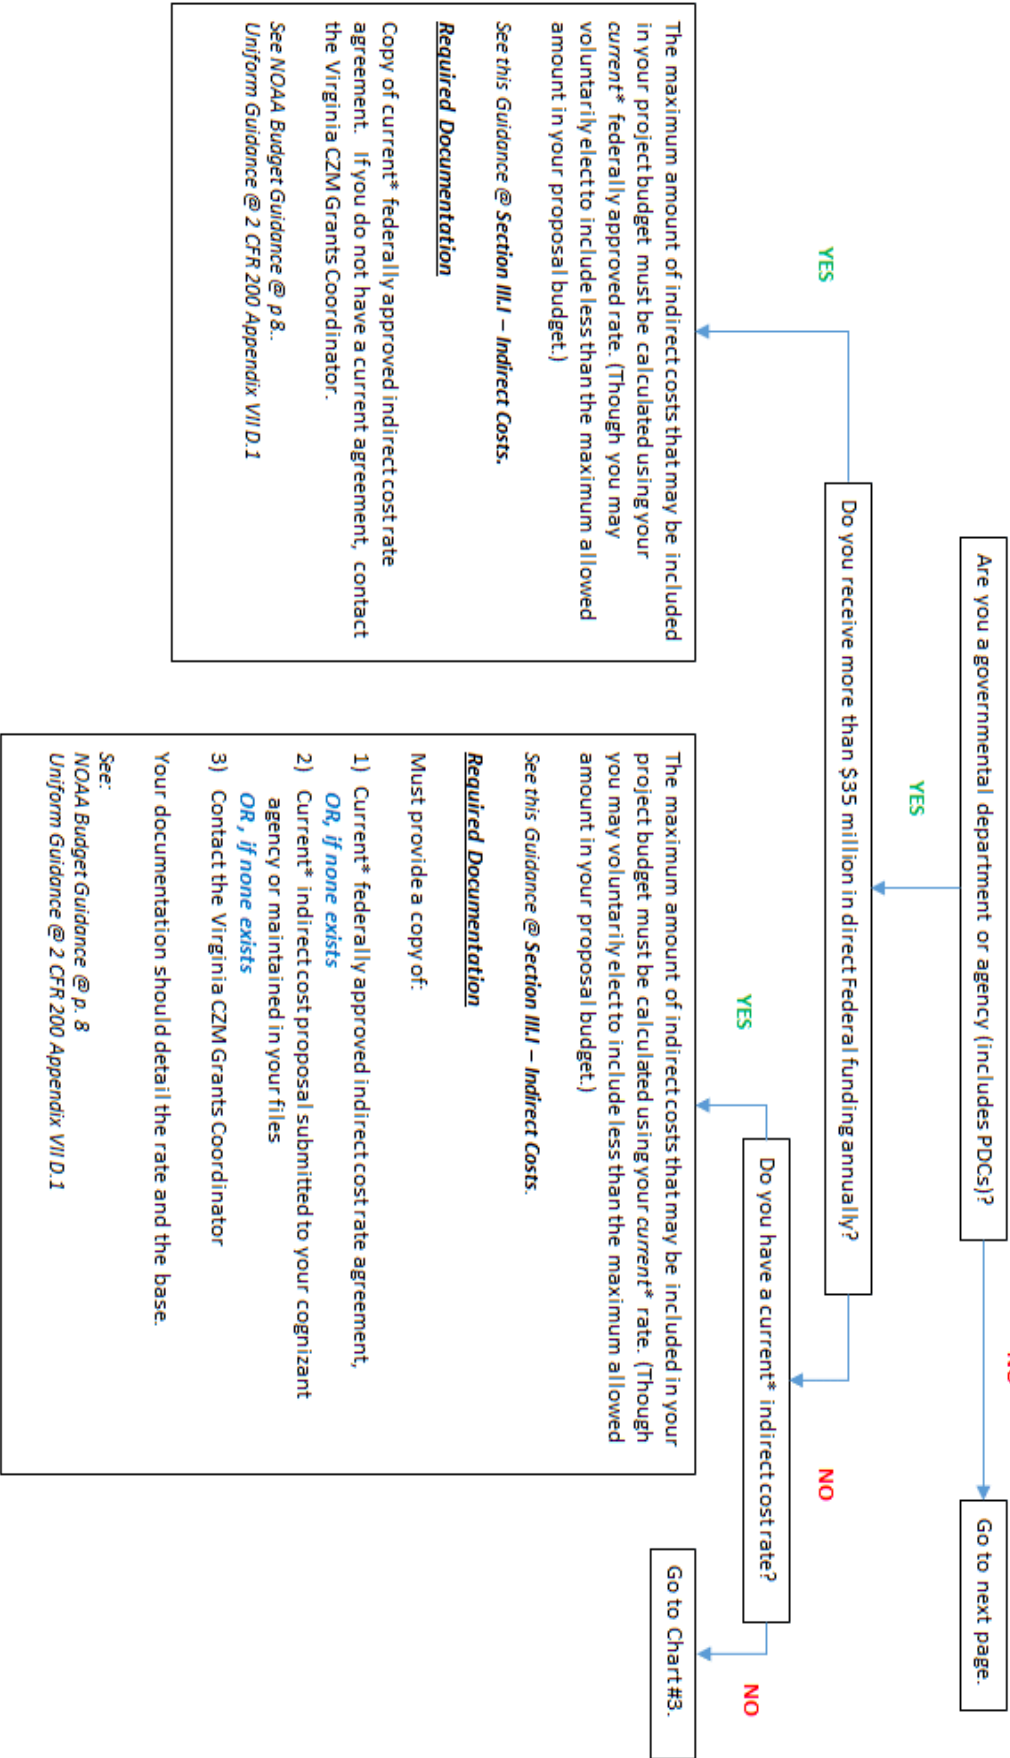 Are you a governmental department or agency (includes PDCs)?
Go to next page.
YES
Do you receive more than $35 million in direct Federal funding annually?
YES
NO
Do you have a current* indirect cost rate?
YES
NO
The maximum amount of indirect costs that may be included
in your project budget must be calculated using your
current* federally approved rate. (Though you may
voluntarily elect to include less than the maximum allowed
amount in your proposal budget.)
See this Guidance @ Section III.I – Indirect Costs.
Required Documentation
Copy of current* federally approved indirect cost rate
agreement. If you do not have a current agreement, contact
the Virginia CZM Grants Coordinator.
See NOAA Budget Guidance @ p 8..
Uniform Guidance @ 2 CFR 200 Appendix VII D.1
The maximum amount of indirect costs that may be included in your
project budget must be calculated using your current* rate. (Though
you may voluntarily elect to include less than the maximum allowed
amount in your proposal budget.)
See this Guidance @ Section III.I – Indirect Costs.
Required Documentation
Must provide a copy of:
1) Current* federally approved indirect cost rate agreement,
OR, if none exists
2) Current* indirect cost proposal submitted to your cognizant
agency or maintained in your files
OR , if none exists
3) Contact the Virginia CZM Grants Coordinator
Your documentation should detail the rate and the base.
See:
NOAA Budget Guidance @ p. 8
Uniform Guidance @ 2 CFR 200 Appendix VII D.1
Go to Chart #3.